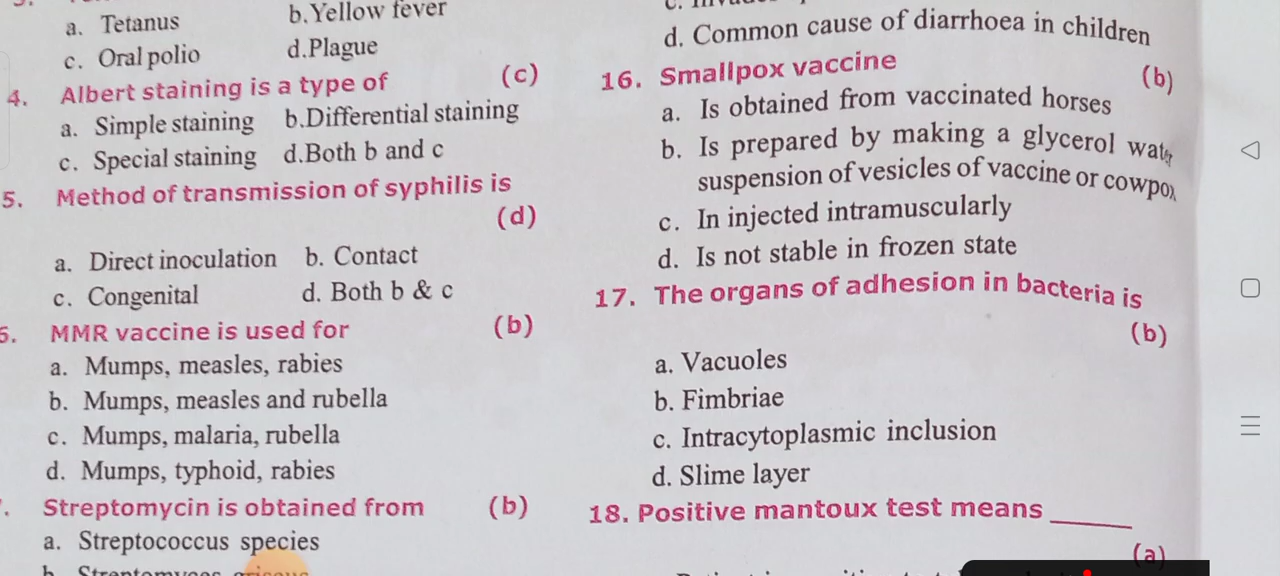 a. Tetanus b.Yellow fever
c. Oral polio d.Plague
4. Albert staining is a type of (c)
a. Simple staining b.Differential staining
c. Special staining d.Both b and c
5. Method of transmission of syphilis is
(d)
a. Direct inoculation b. Contact
c. Congenital d. Both b & c
MMR vaccine is used for (b)
a. Mumps, measles, rabies
b. Mumps, measles and rubella
c. Mumps, malaria, rubella
d. Mumps, typhoid, rabies
Streptomycin is obtained from (b)
a. Streptococcus species
d. Common cause of diarrhoea in children
16. Smallpox vaccine (b)
a. Is obtained from vaccinated horses
b. Is prepared by making a glycerol
suspension of vesicles of vaccine or
c. In injected intramuscularly
d. Is not stable in frozen state
17. The organs of adhesion in bacteria is
(b)
a. Vacuoles
b. Fimbriae
c. Intracytoplasmic inclusion
d. Slime layer
18. Positive mantoux test means ______
(a)